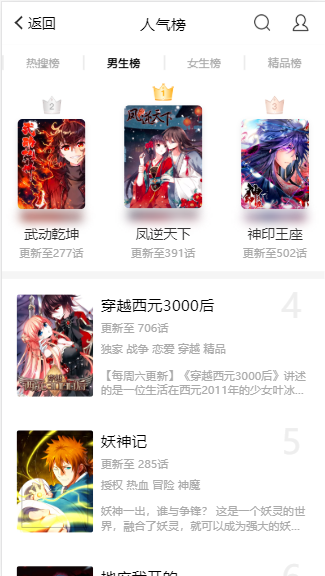 返回
人气榜
热搜榜
男生榜
女生榜
精品榜
2
1
3
武动乾坤
凤逆天下
神印王座
更新至277话
更新至391话
更新至502话
穿越西元3000后
4
更新至 706话
独家 战争 恋爱 穿越 精品
【每周六更新】《穿越西元3000后》讲述
的是一位生活在西元2011年的少女叶冰...
妖神记
5
更新至 285话
授权 热血 冒险 神魔
妖神一出，谁与争锋？ 这是一个妖灵的世
界，融合了妖灵，就可以成为强大的妖...